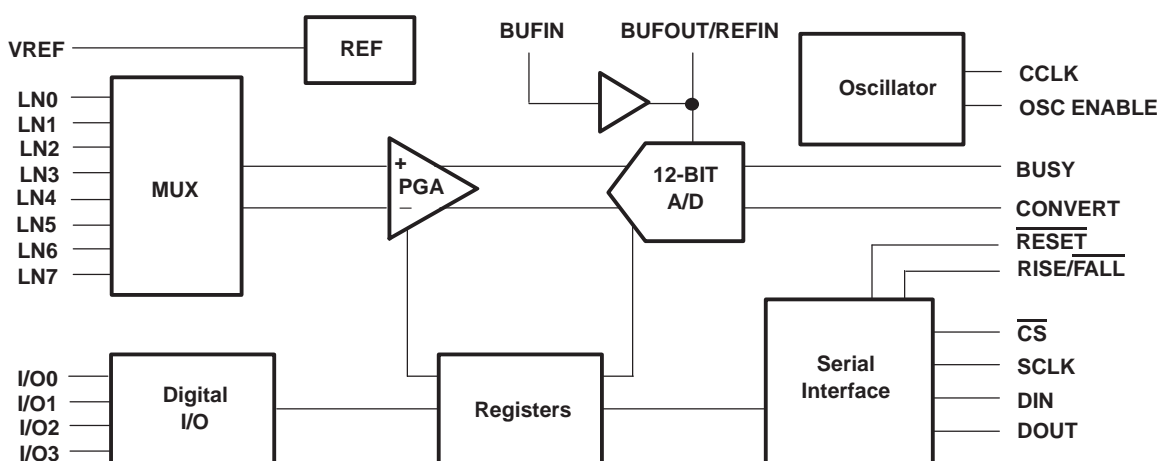 BUFIN
BUFOUT/REFIN
VREF
REF
Oscillator
CCLK
OSC ENABLE
LN0
LN1
LN2
LN3
LN4
LN5
LN6
LN7
MUX
+
PGA
–
12-BIT
A/D
BUSY
CONVERT
RESET
RISE/FALL
CS
SCLK
DIN
DOUT
Serial
Interface
I/O0
I/O1
I/O2
I/O3
Digital
I/O
Registers